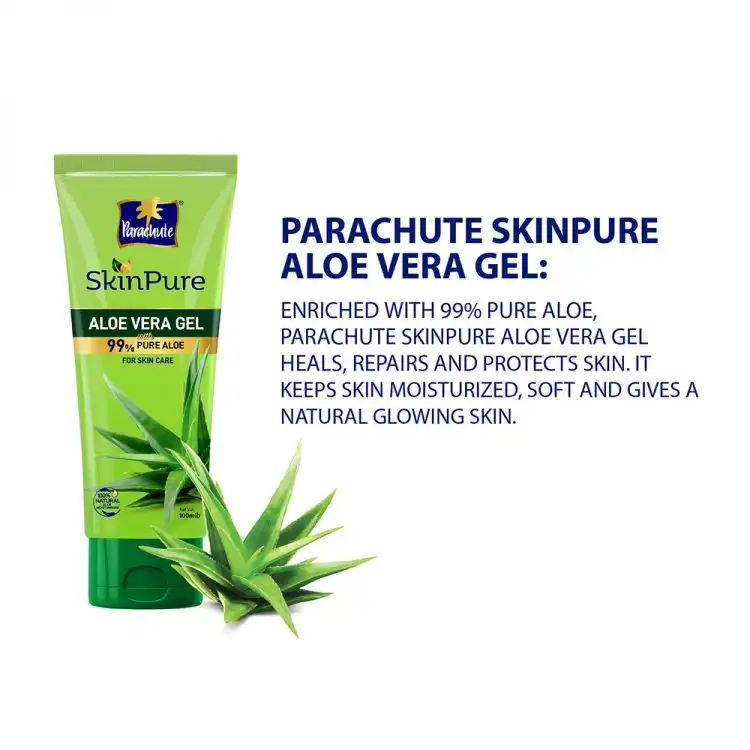 Parachute
®
SkinPure
ALOE VERA GEL
with
99% PURE ALOE
FOR SKIN CARE
100%
NATURAL
PARACHUTE SKINPURE
ALOE VERA GEL:
ENRICHED WITH 99% PURE ALOE,
PARACHUTE SKINPURE ALOE VERA GEL
HEALS, REPAIRS AND PROTECTS SKIN. IT
KEEPS SKIN MOISTURIZED, SOFT AND GIVES A
NATURAL GLOWING SKIN.